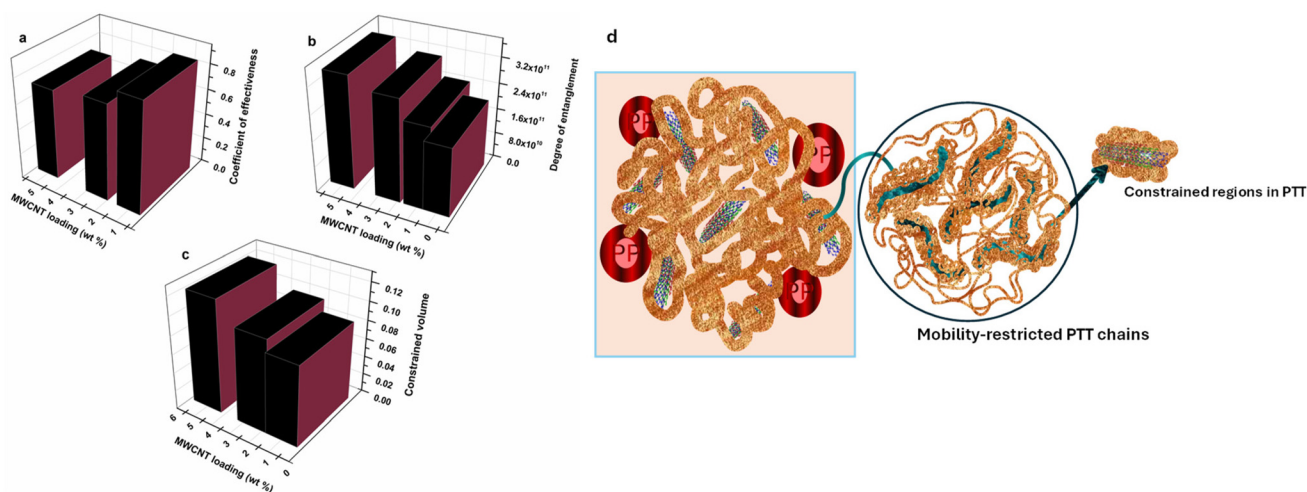 a
0.8
0.6
0.4
0.2
0.0
Coefficient of effectiveness
5
4
3
2
1
MWCNT loading (wt %)
b
3.2x10¹¹
2.4x10¹¹
1.6x10¹¹
8.0x10¹⁰
0.0
Degree of entanglement
5
4
3
2
1
0
MWCNT loading (wt %)
c
0.12
0.10
0.08
0.06
0.04
0.02
0.00
Constrained volume
6
5
4
3
2
1
0
MWCNT loading (wt %)
d
PP
PP
PP
PP
Constrained regions in PTT
Mobility-restricted PTT chains